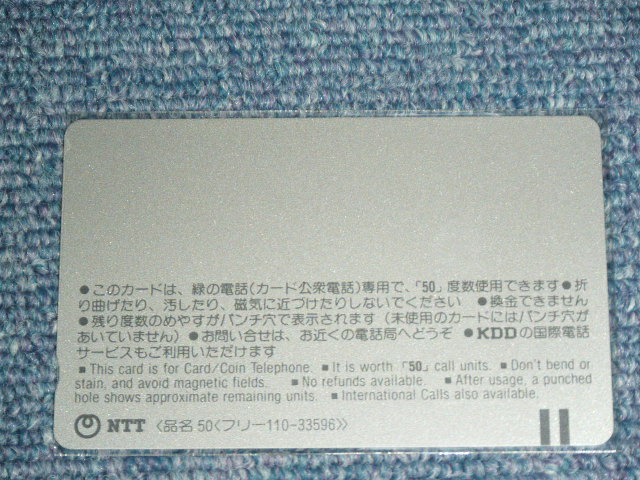 ●このカードは、緑の電話(カード公衆電話)専用で、「50」度数使用できます●折
り曲げたり、汚したり、磁気に近づけたりしないでください ●換金できません
●残り度数のめやすがパンチ穴で表示されます(未使用のカードにはパンチ穴が
あいていません) ●お問い合せは、お近くの電話局へどうぞ ●KDDの国際電話
サービスもご利用いただけます
■ This card is for Card/Coin Telephone. ■ It is worth「50」call units. ■ Don't bend or
stain, and avoid magnetic fields. ■ No refunds available. ■ After usage, a punched
hole shows approximate remaining units. ■ International Calls also available.
NTT 〈品名 50〈フリー110-33596〉〉